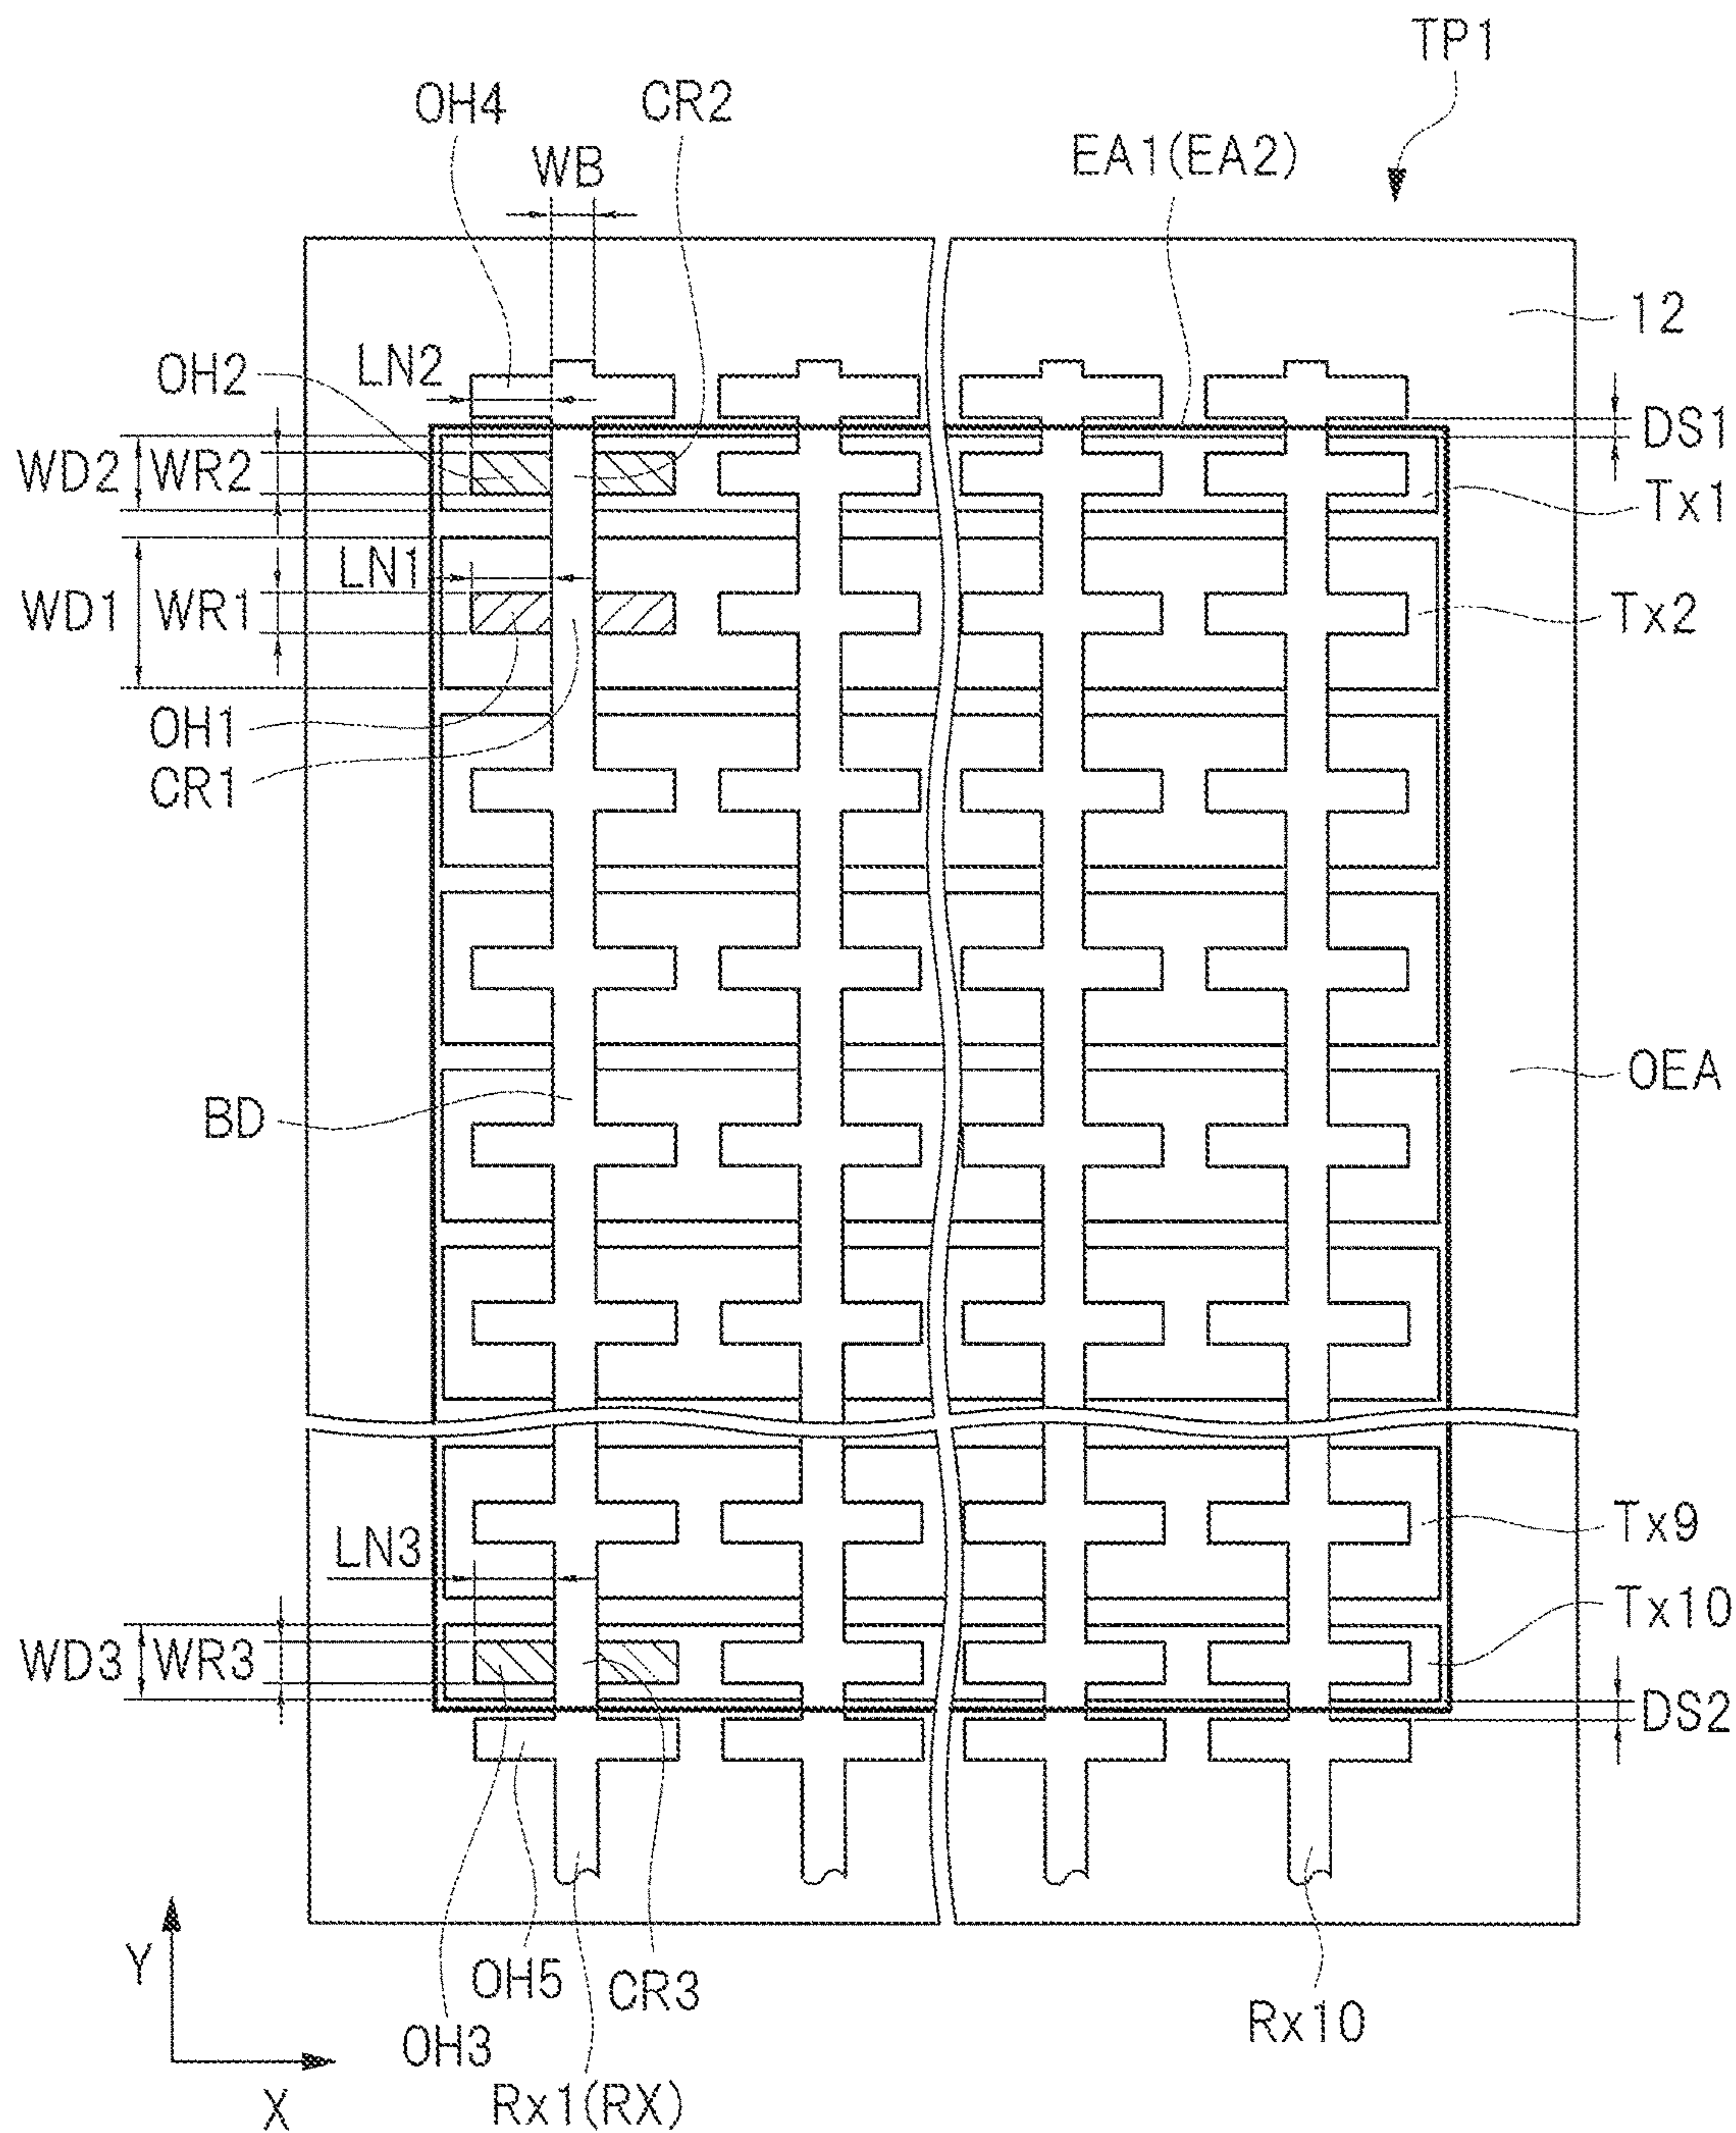 TP1
OH4
CR2
WB
EA1(EA2)
12
OH2
LN2
DS1
WD2
WR2
Tx1
LN1
WD1
WR1
Tx2
OH1
CR1
OEA
BD
Tx9
LN3
Tx10
WD3
WR3
DS2
Y
OH5
CR3
Rx10
OH3
X
Rx1(RX)